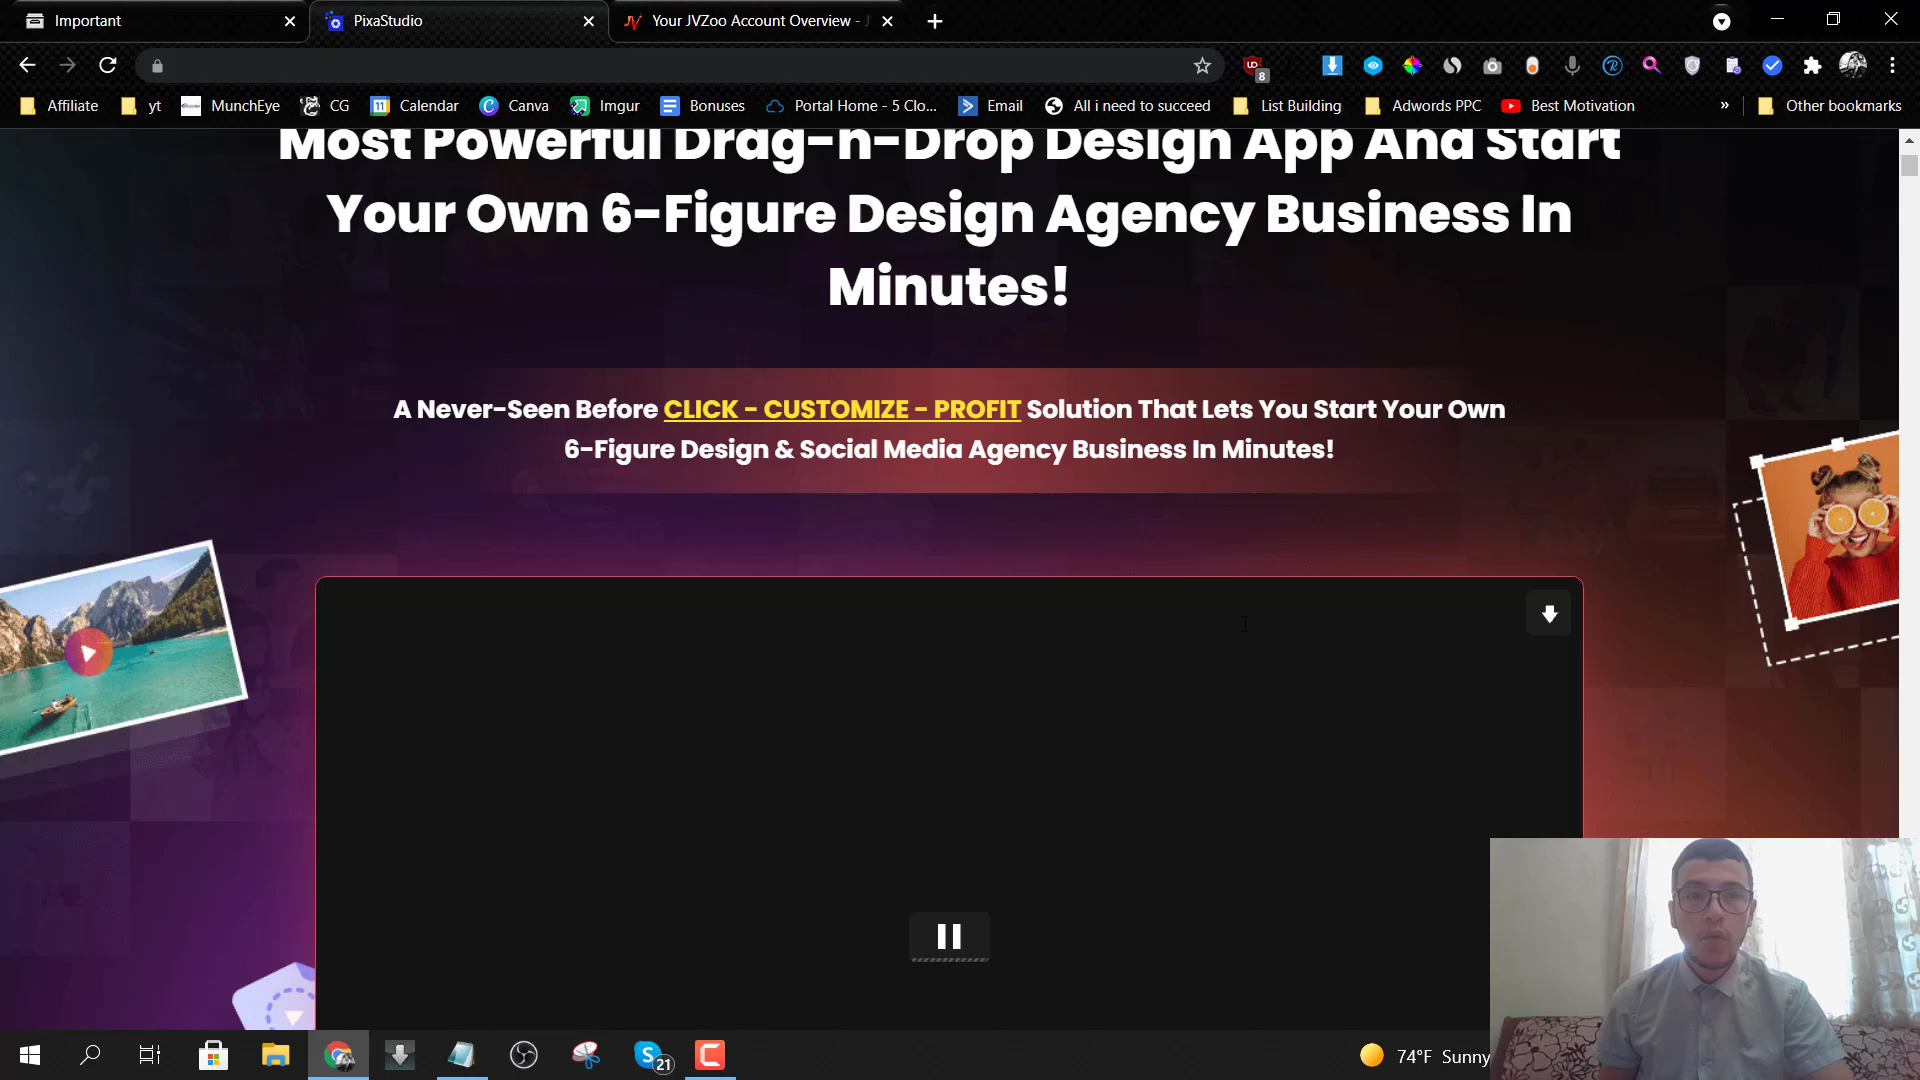 Important
PixaStudio
Your JVZoo Account Overview -
8
Affiliate
yt
MunchEye
CG
Calendar
Canva
Imgur
Bonuses
Portal Home - 5 Clo...
Email
All i need to succeed
List Building
Adwords PPC
Best Motivation
»
Other bookmarks
Most Powerful Drag-n-Drop Design App And Start
Your Own 6-Figure Design Agency Business In
Minutes!
A Never-Seen Before CLICK - CUSTOMIZE - PROFIT Solution That Lets You Start Your Own
6-Figure Design & Social Media Agency Business In Minutes!
21
74°F Sunny